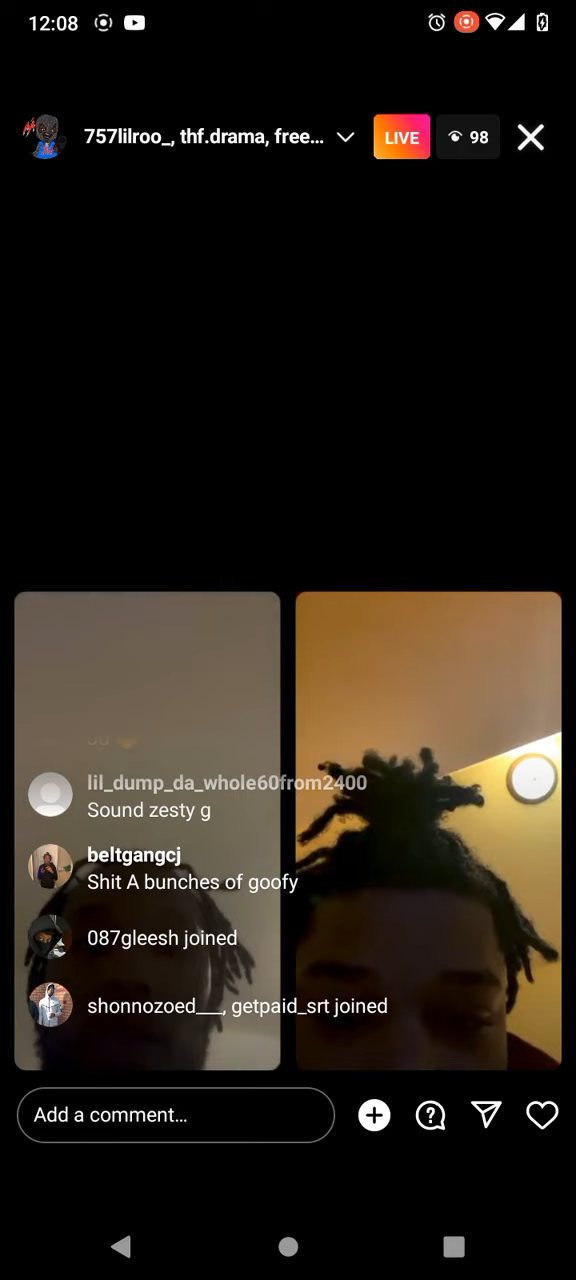 12:08
757lilroo_, thf.drama, free...
LIVE
98
lil_dump_da_whole60from2400
Sound zesty g
beltgangcj
Shit A bunches of goofy
087gleesh joined
shonnozoed___, getpaid_srt joined
Add a comment...